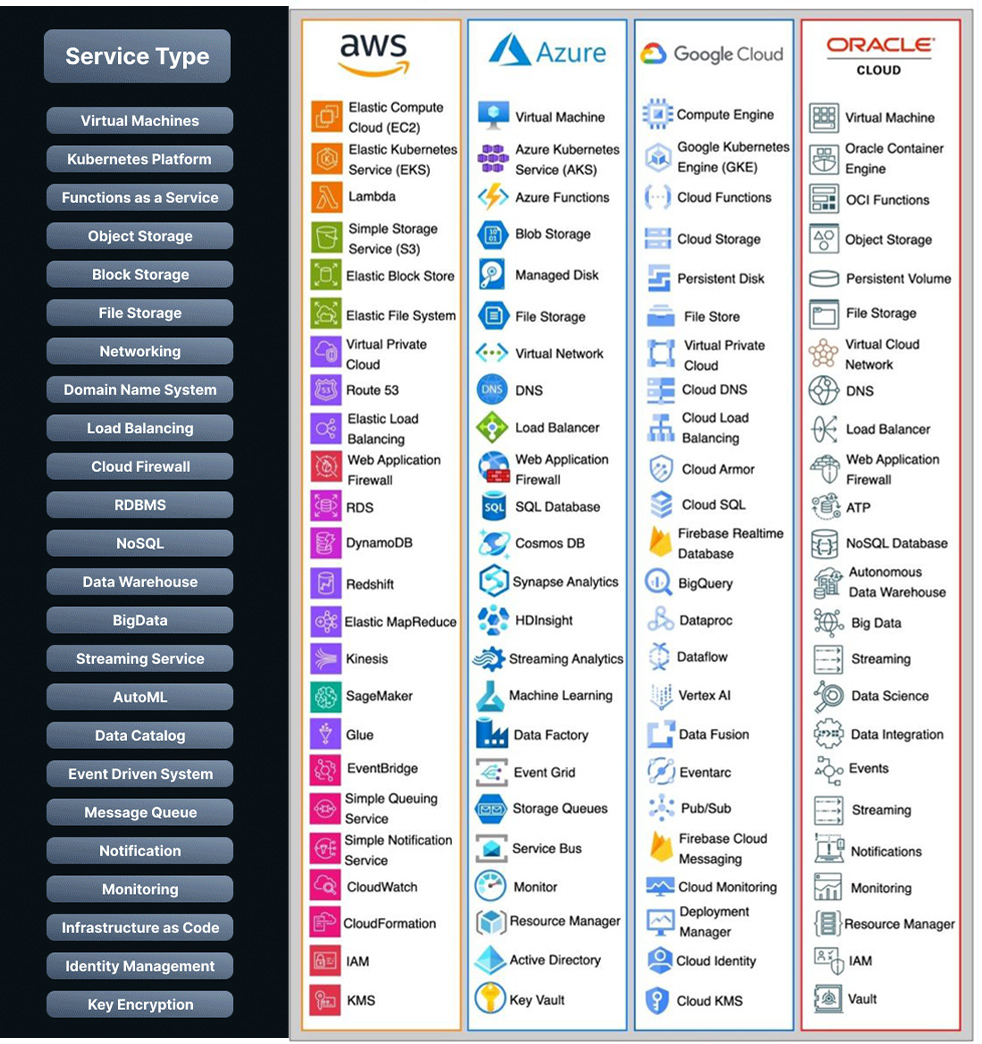 Service Type
Virtual Machines
Kubernetes Platform
Functions as a Service
Object Storage
Block Storage
File Storage
Networking
Domain Name System
Load Balancing
Cloud Firewall
RDBMS
NoSQL
Data Warehouse
BigData
Streaming Service
AutoML
Data Catalog
Event Driven System
Message Queue
Notification
Monitoring
Infrastructure as Code
Identity Management
Key Encryption
aws
Elastic Compute
Cloud (EC2)
Elastic Kubernetes
Service (EKS)
Lambda
Simple Storage
Service (S3)
Elastic Block Store
Elastic File System
Virtual Private
Cloud
53
Route 53
Elastic Load
Balancing
Web Application
Firewall
RDS
DynamoDB
Redshift
Elastic MapReduce
Kinesis
SageMaker
Glue
EventBridge
Simple Queuing
Service
Simple Notification
Service
CloudWatch
CloudFormation
IAM
KMS
Azure
Virtual Machine
Azure Kubernetes
Service (AKS)
Azure Functions
10
01
Blob Storage
Managed Disk
File Storage
Virtual Network
DNS
DNS
Load Balancer
Web Application
Firewall
SQL
SQL Database
Cosmos DB
Synapse Analytics
HDInsight
Streaming Analytics
Machine Learning
Data Factory
Event Grid
Storage Queues
Service Bus
Monitor
Resource Manager
Active Directory
Key Vault
Google Cloud
Compute Engine
Google Kubernetes
Engine (GKE)
Cloud Functions
Cloud Storage
Persistent Disk
File Store
Virtual Private
Cloud
Cloud DNS
Cloud Load
Balancing
Cloud Armor
Cloud SQL
Firebase Realtime
Database
BigQuery
Dataproc
Dataflow
Vertex AI
Data Fusion
Eventarc
Pub/Sub
Firebase Cloud
Messaging
Cloud Monitoring
Deployment
Manager
Cloud Identity
Cloud KMS
ORACLE®
CLOUD
Virtual Machine
Oracle Container
Engine
OCI Functions
Object Storage
Persistent Volume
File Storage
Virtual Cloud
Network
DNS
Load Balancer
Web Application
Firewall
ATP
NoSQL Database
Autonomous
Data Warehouse
Big Data
Streaming
Data Science
Data Integration
Events
Streaming
Notifications
Monitoring
Resource Manager
IAM
Vault